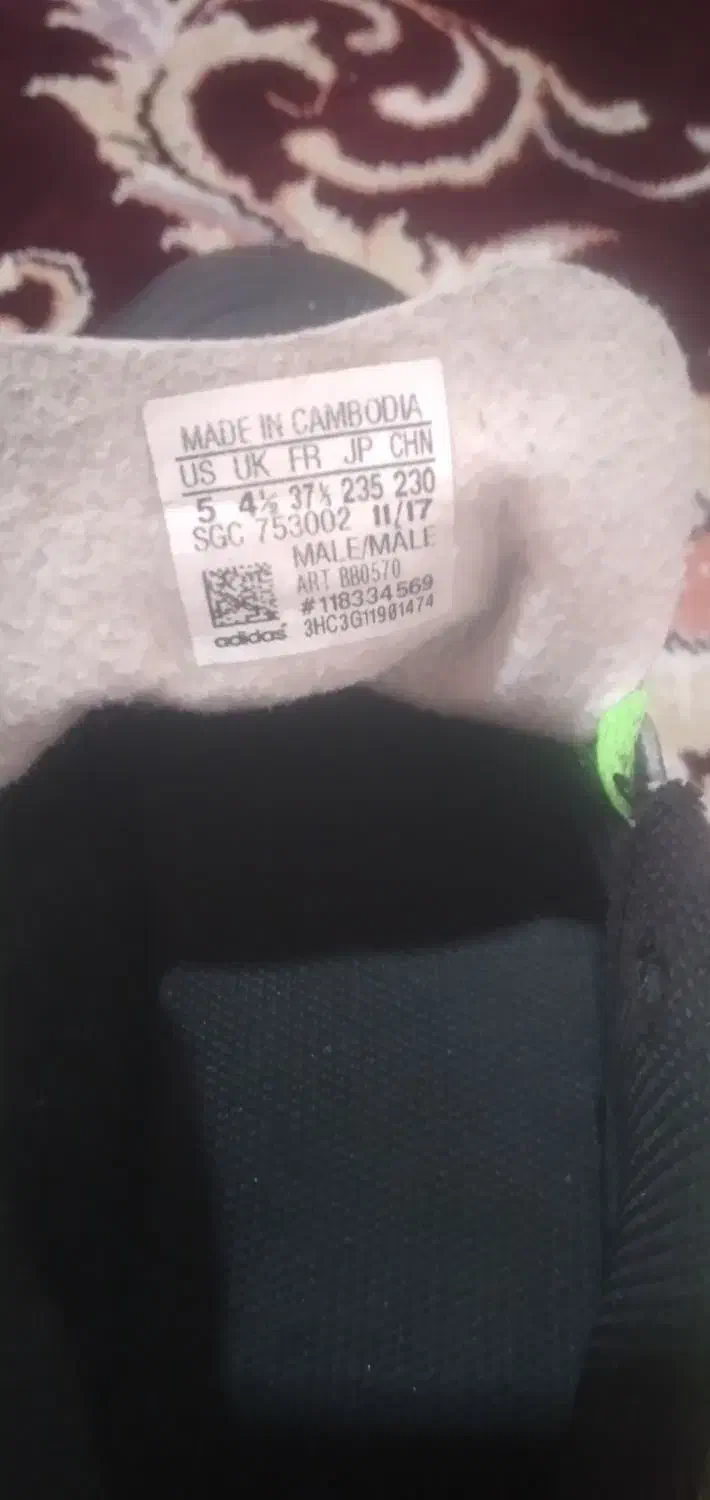 MADE IN CAMBODIA
US UK FR JP CHN
5 4½ 37⅓ 235 230
SGC 753002 11/17
MALE/MÂLE
ART BB0570
#118334569
adidas 3HC3G11901474